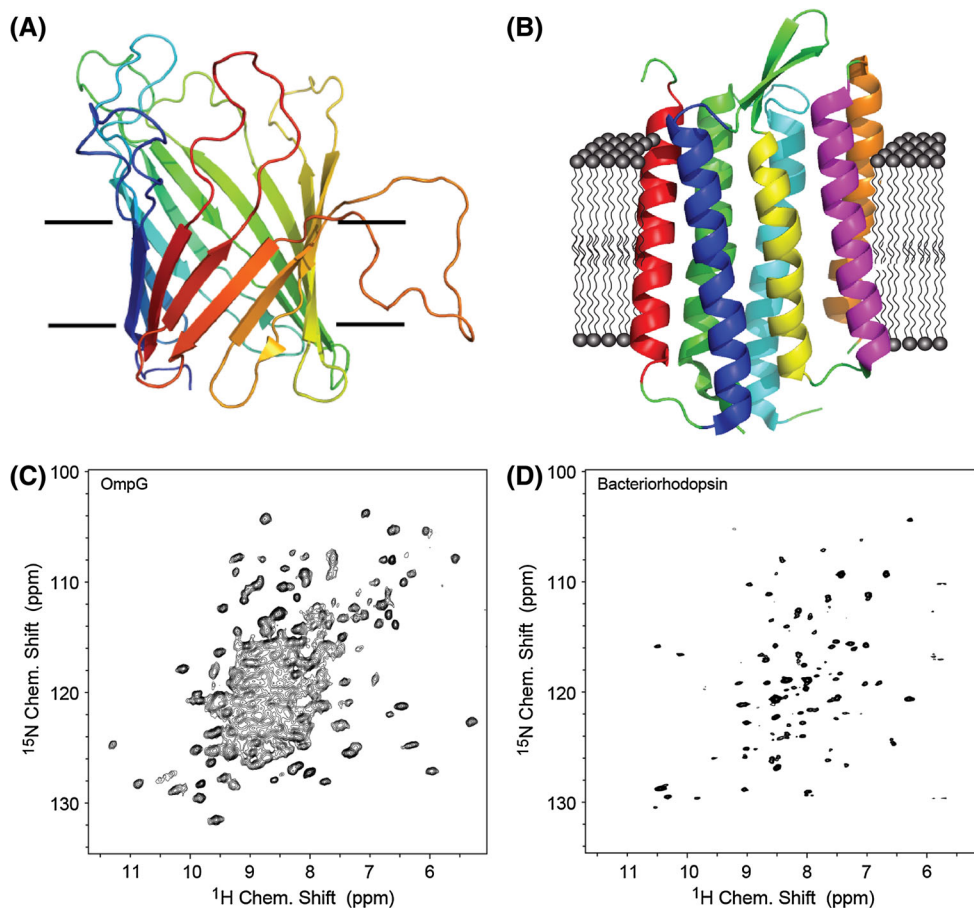 (A)
(B)
(C)
OmpG
100
110
120
130
¹⁵N Chem. Shift (ppm)
11 10 9 8 7 6
¹H Chem. Shift (ppm)
(D)
Bacteriorhodopsin
100
110
120
130
¹⁵N Chem. Shift (ppm)
11 10 9 8 7 6
¹H Chem. Shift (ppm)